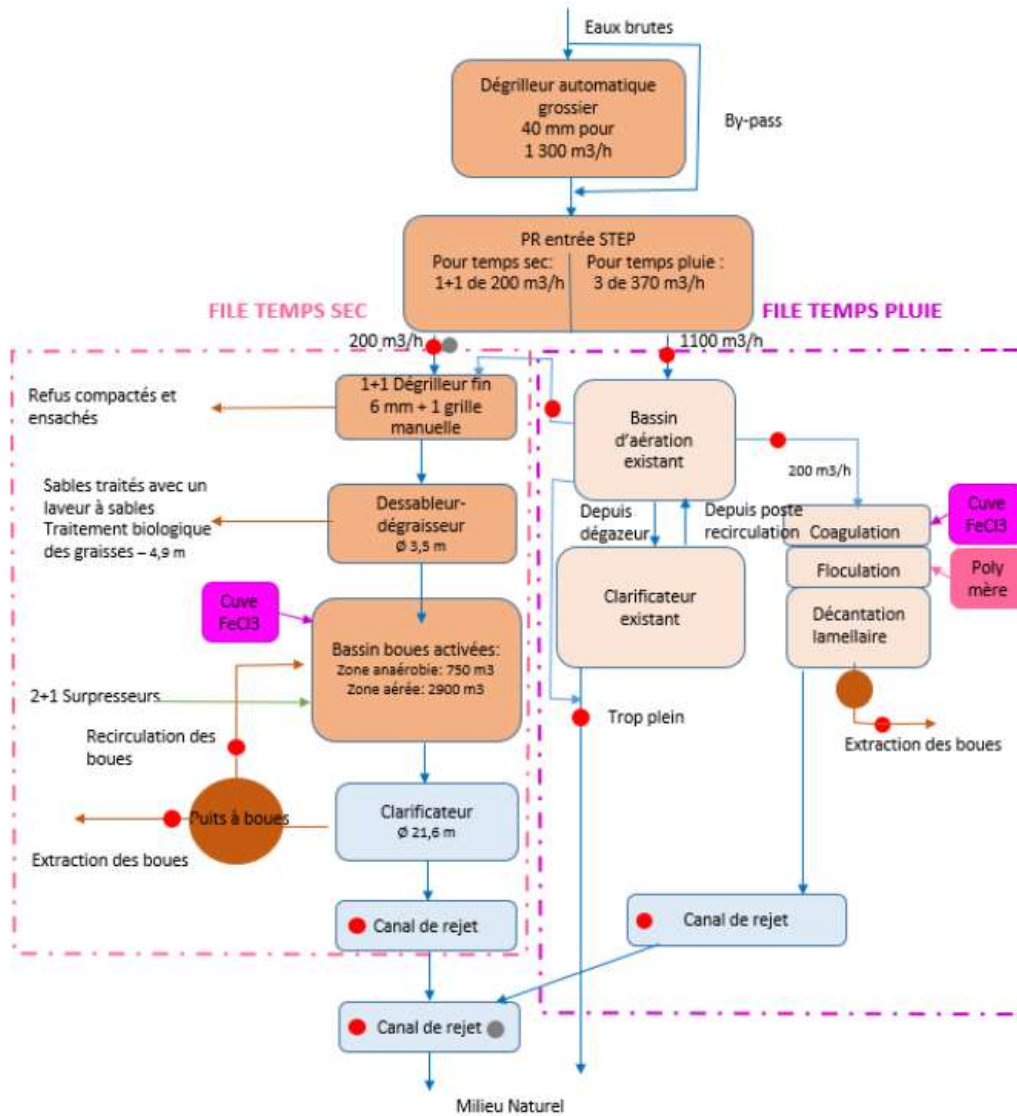 Eaux brutes
Dégrilleur automatique
grossier
40 mm pour
1 300 m3/h
By-pass
PR entrée STEP
Pour temps sec:
1+1 de 200 m3/h
Pour temps pluie :
3 de 370 m3/h
FILE TEMPS SEC
FILE TEMPS PLUIE
200 m3/h
1100 m3/h
Refus compactés et
ensachés
1+1 Dégrilleur fin
6 mm + 1 grille
manuelle
Bassin
d'aération
existant
200 m3/h
Sables traités avec un
laveur à sables
Traitement biologique
des graisses – 4,9 m
Dessableur-
dégraisseur
Ø 3,5 m
Depuis
dégazeur
Depuis poste
recirculation
Coagulation
Cuve
FeCl3
Floculation
Poly
mère
Clarificateur
existant
Décantation
lamellaire
Cuve
FeCl3
Bassin boues activées:
Zone anaérobie: 750 m3
Zone aérée: 2900 m3
2+1 Surpresseurs
Trop plein
Extraction des boues
Recirculation des
boues
Puits à boues
Clarificateur
Ø 21,6 m
Extraction des boues
Canal de rejet
Canal de rejet
Canal de rejet
Milieu Naturel